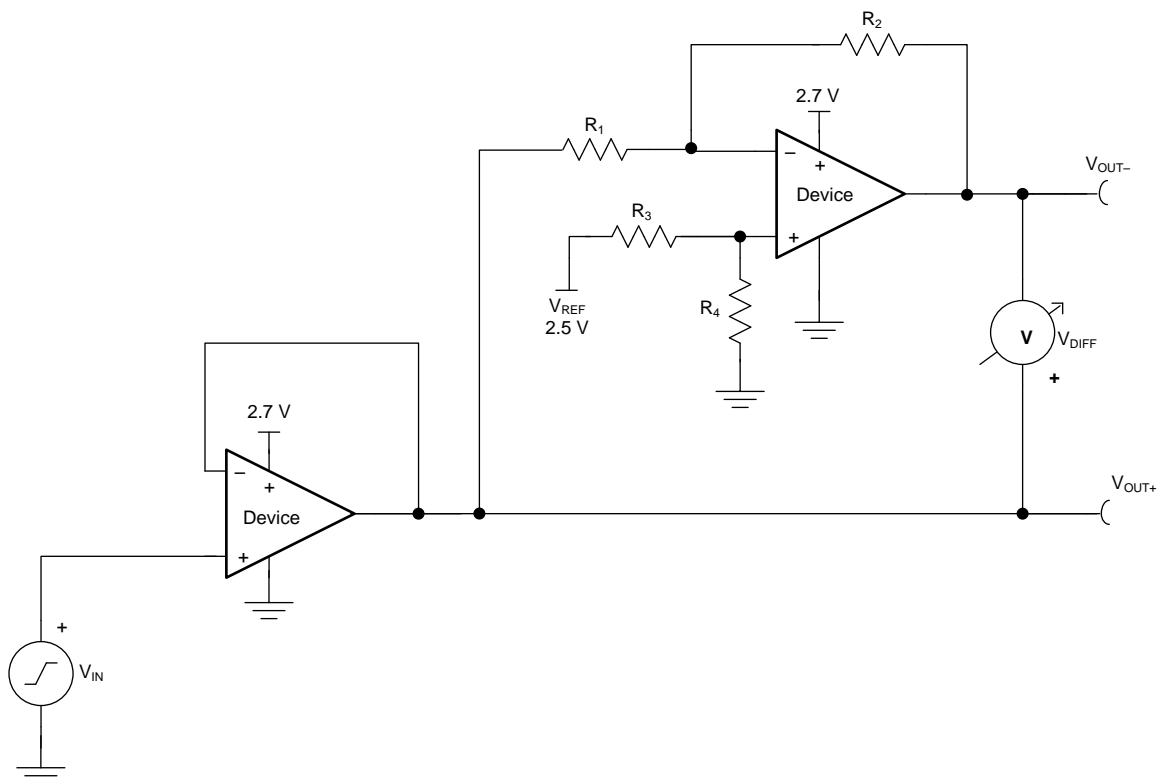 R2
2.7 V
R1
−
+
Device
VOUT–
R3
+
VREF
2.5 V
R4
V
VDIFF
+
2.7 V
−
+
Device
VOUT+
+
+
VIN